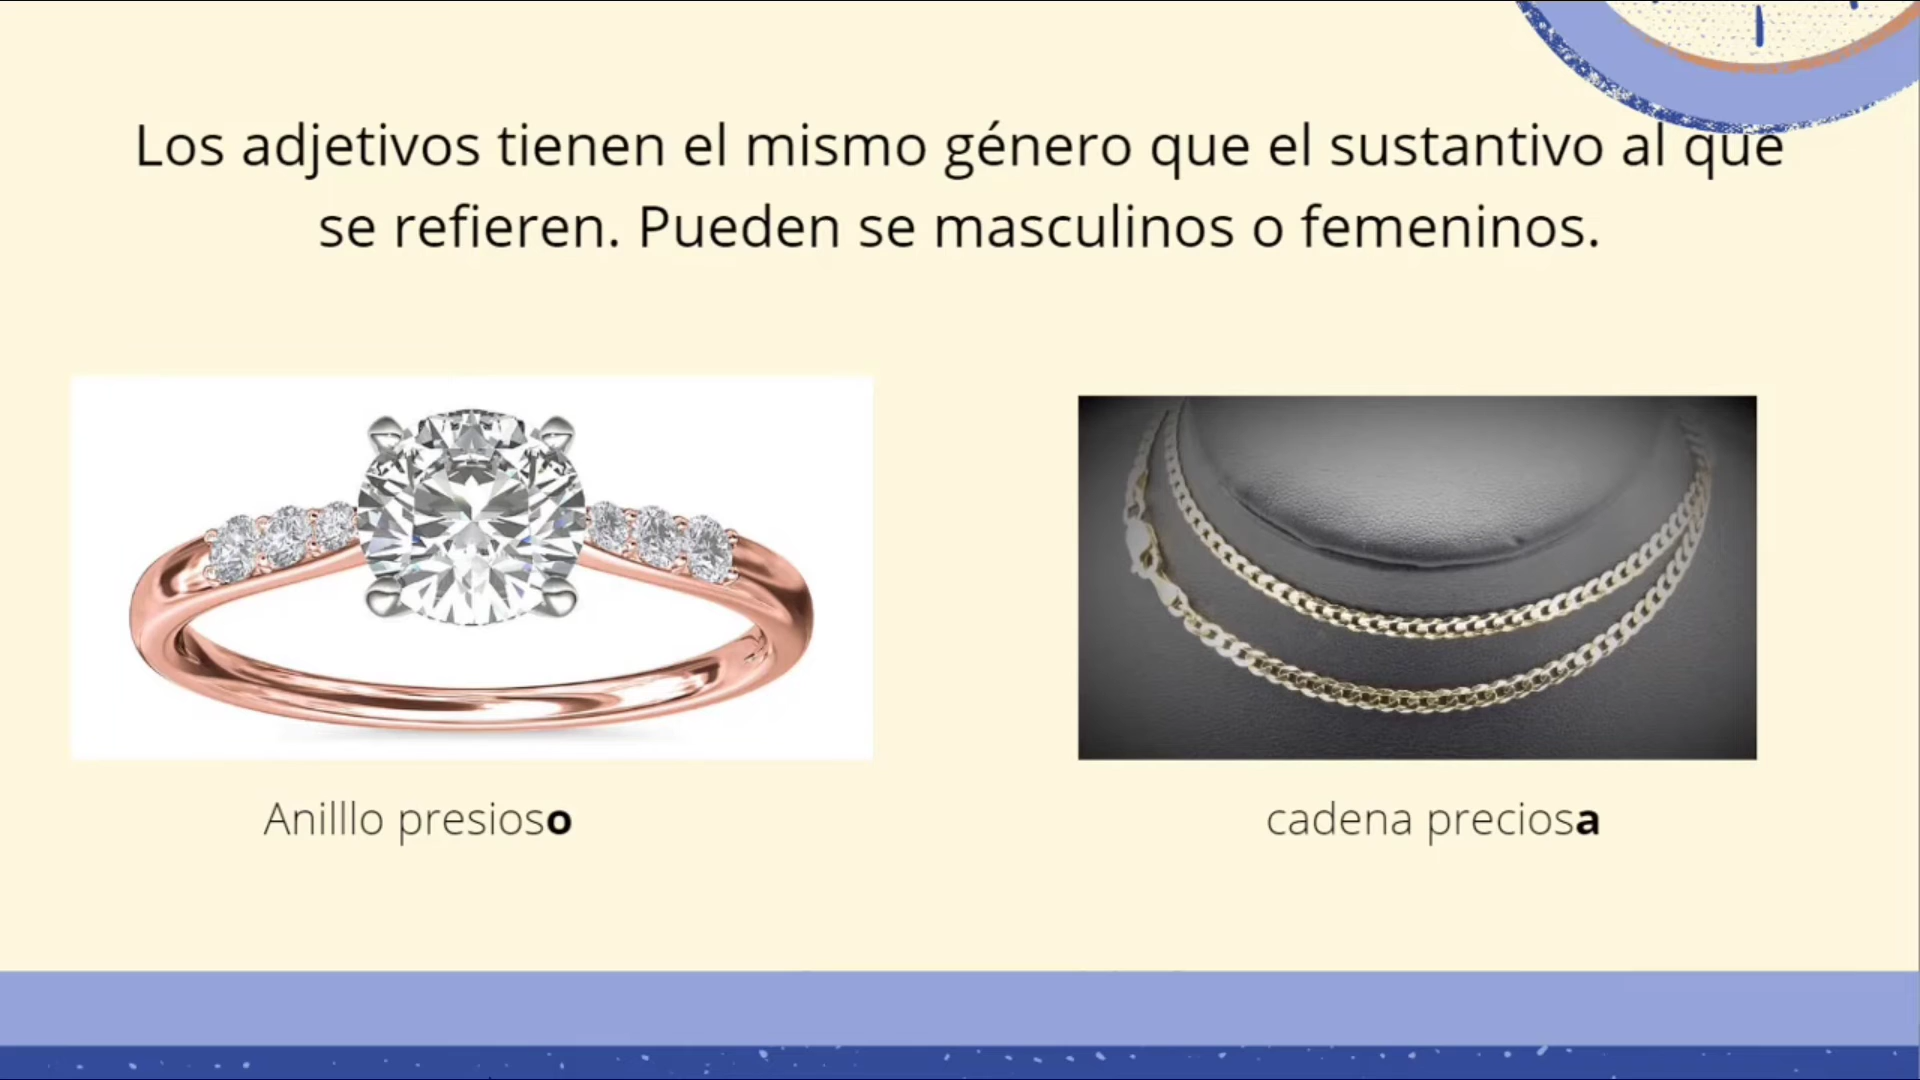 Los adjetivos tienen el mismo género que el sustantivo al que
se refieren. Pueden se masculinos o femeninos.
Anilllo presioso
cadena preciosa